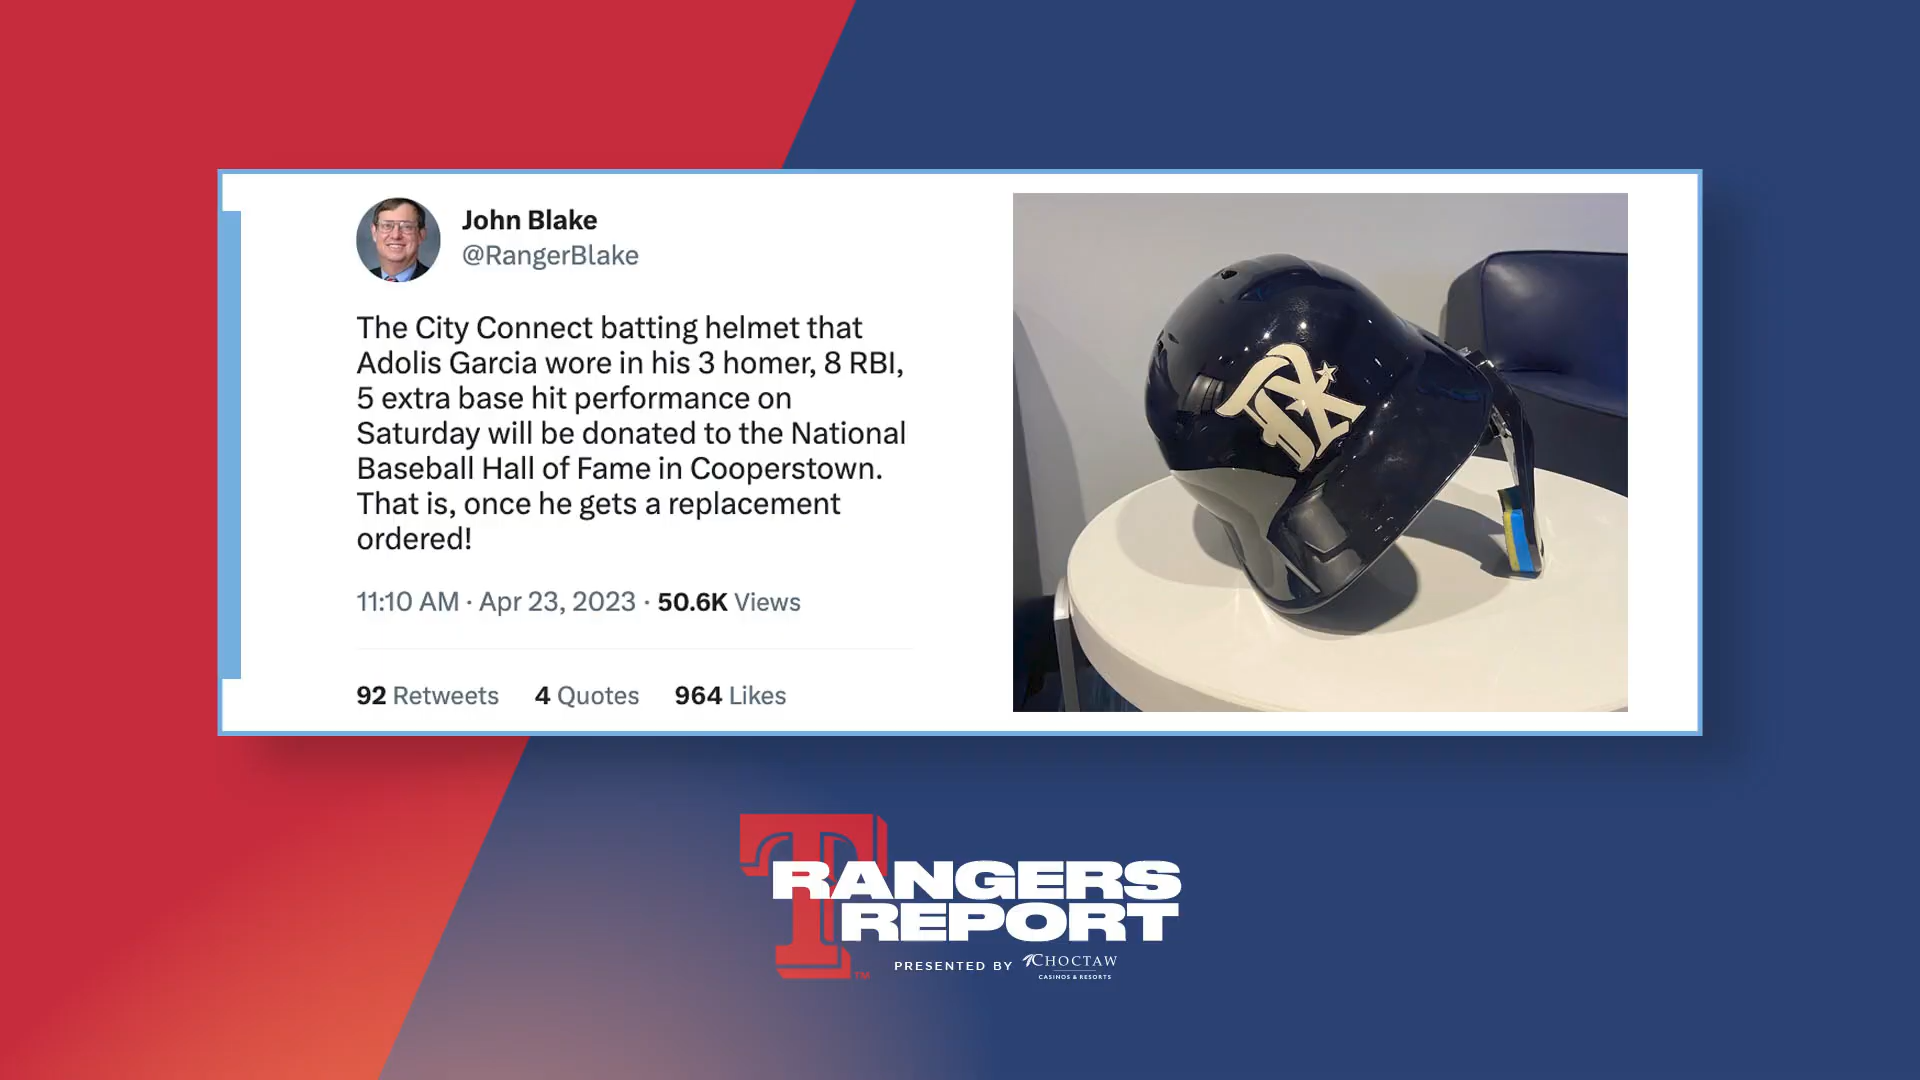 John Blake
@RangerBlake
The City Connect batting helmet that
Adolis Garcia wore in his 3 homer, 8 RBI,
5 extra base hit performance on
Saturday will be donated to the National
Baseball Hall of Fame in Cooperstown.
That is, once he gets a replacement
ordered!
11:10 AM · Apr 23, 2023 · 50.6K Views
92 Retweets 4 Quotes 964 Likes
TX
T
RANGERS
REPORT
TM
PRESENTED BY CHOCTAW
CASINOS & RESORTS